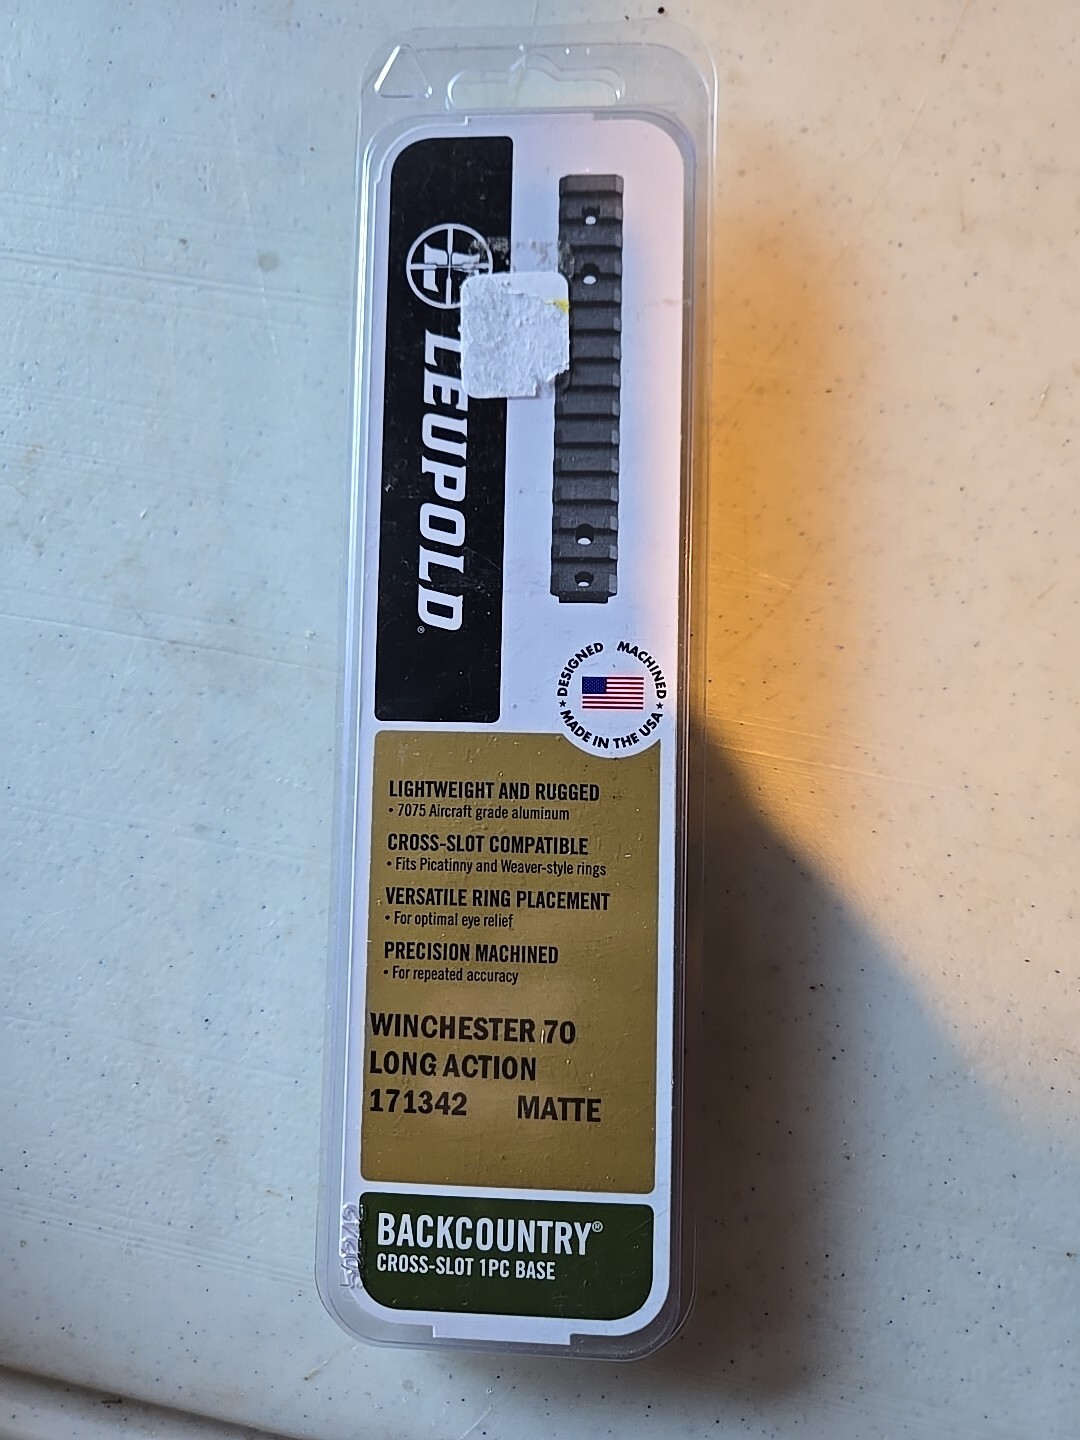 LEUPOLD®
DESIGNED MACHINED
★ MADE IN THE USA ★
LIGHTWEIGHT AND RUGGED
• 7075 Aircraft grade aluminum
CROSS-SLOT COMPATIBLE
• Fits Picatinny and Weaver-style rings
VERSATILE RING PLACEMENT
• For optimal eye relief
PRECISION MACHINED
• For repeated accuracy
WINCHESTER 70
LONG ACTION
171342 MATTE
BACKCOUNTRY®
CROSS-SLOT 1PC BASE